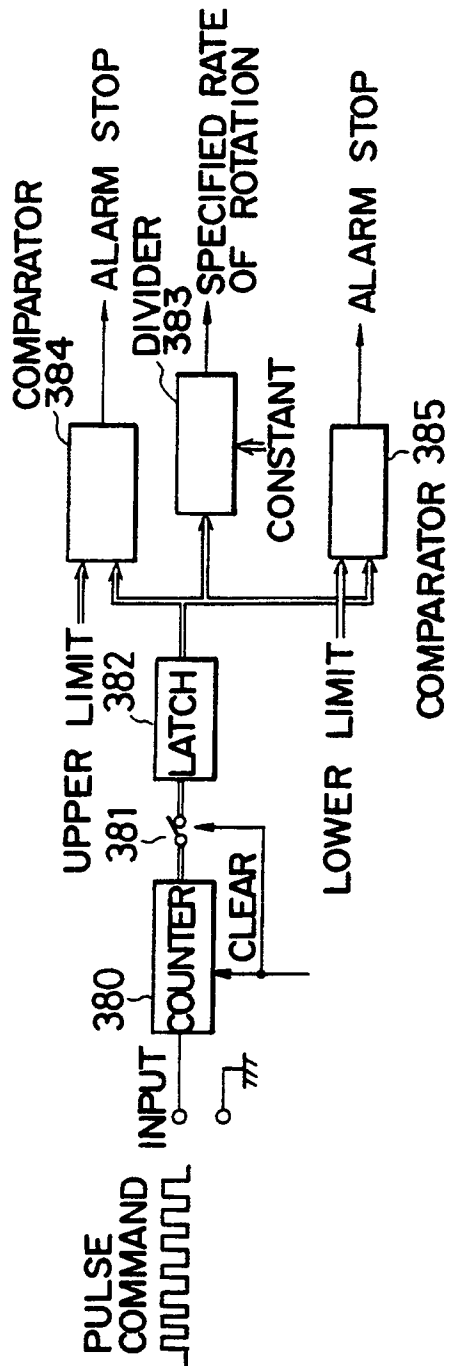 PULSE
COMMAND
INPUT
380
COUNTER
CLEAR
381
382
LATCH
UPPER LIMIT
LOWER LIMIT
COMPARATOR
384
ALARM STOP
DIVIDER
383
SPECIFIED RATE
OF ROTATION
CONSTANT
COMPARATOR 385
ALARM STOP